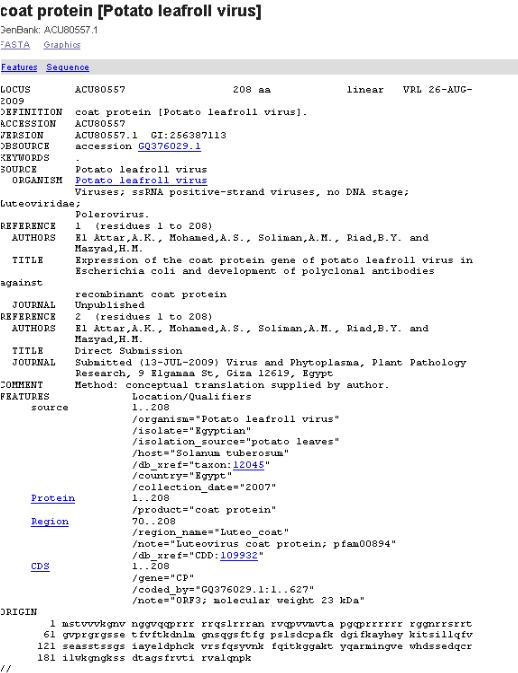 coat protein [Potato leafroll virus]
GenBank: ACU80557.1
FASTA Graphics
Features Sequence
LOCUS ACU80557 208 aa linear VRL 26-AUG-
2009
DEFINITION coat protein [Potato leafroll virus].
ACCESSION ACU80557
VERSION ACU80557.1 GI:256387113
DBSOURCE accession GQ376029.1
KEYWORDS .
SOURCE Potato leafroll virus
ORGANISM Potato leafroll virus
Viruses; ssRNA positive-strand viruses, no DNA stage;
Luteoviridae;
Polerovirus.
REFERENCE 1 (residues 1 to 208)
AUTHORS El Attar,A.K., Mohamed,A.S., Soliman,A.M., Riad,B.Y. and
Mazyad,H.M.
TITLE Expression of the coat protein gene of potato leafroll virus in
Escherichia coli and development of polyclonal antibodies
against
recombinant coat protein
JOURNAL Unpublished
REFERENCE 2 (residues 1 to 208)
AUTHORS El Attar,A.K., Mohamed,A.S., Soliman,A.M., Riad,B.Y. and
Mazyad,H.M.
TITLE Direct Submission
JOURNAL Submitted (13-JUL-2009) Virus and Phytoplasma, Plant Pathology
Research, 9 Elgamaa St, Giza 12619, Egypt
COMMENT Method: conceptual translation supplied by author.
FEATURES Location/Qualifiers
source 1..208
/organism="Potato leafroll virus"
/isolate="Egyptian"
/isolation_source="potato leaves"
/host="Solanum tuberosum"
/db_xref="taxon:12045"
/country="Egypt"
/collection_date="2007"
Protein 1..208
/product="coat protein"
Region 70..208
/region_name="Luteo_coat"
/note="Luteovirus coat protein; pfam00894"
/db_xref="CDD:109932"
CDS 1..208
/gene="CP"
/coded_by="GQ376029.1:1..627"
/note="ORF3; molecular weight 23 kDa"
ORIGIN
1 mstvvvkgnv nggvqqprrr rrqslrrran rvqpvvmvta pgqprrrrrr rggnrrsrrt
61 gvprgrgsse tfvftkdnlm gnsqgsftfg pslsdcpafk dgifkayhey kitsillqfv
121 seasstssgs iayeldphck vrsfqsyvnk fqitkggakt yqarmingve whdssedqcr
181 ilwkgngkss dtagsfrvti rvalqnpk
//